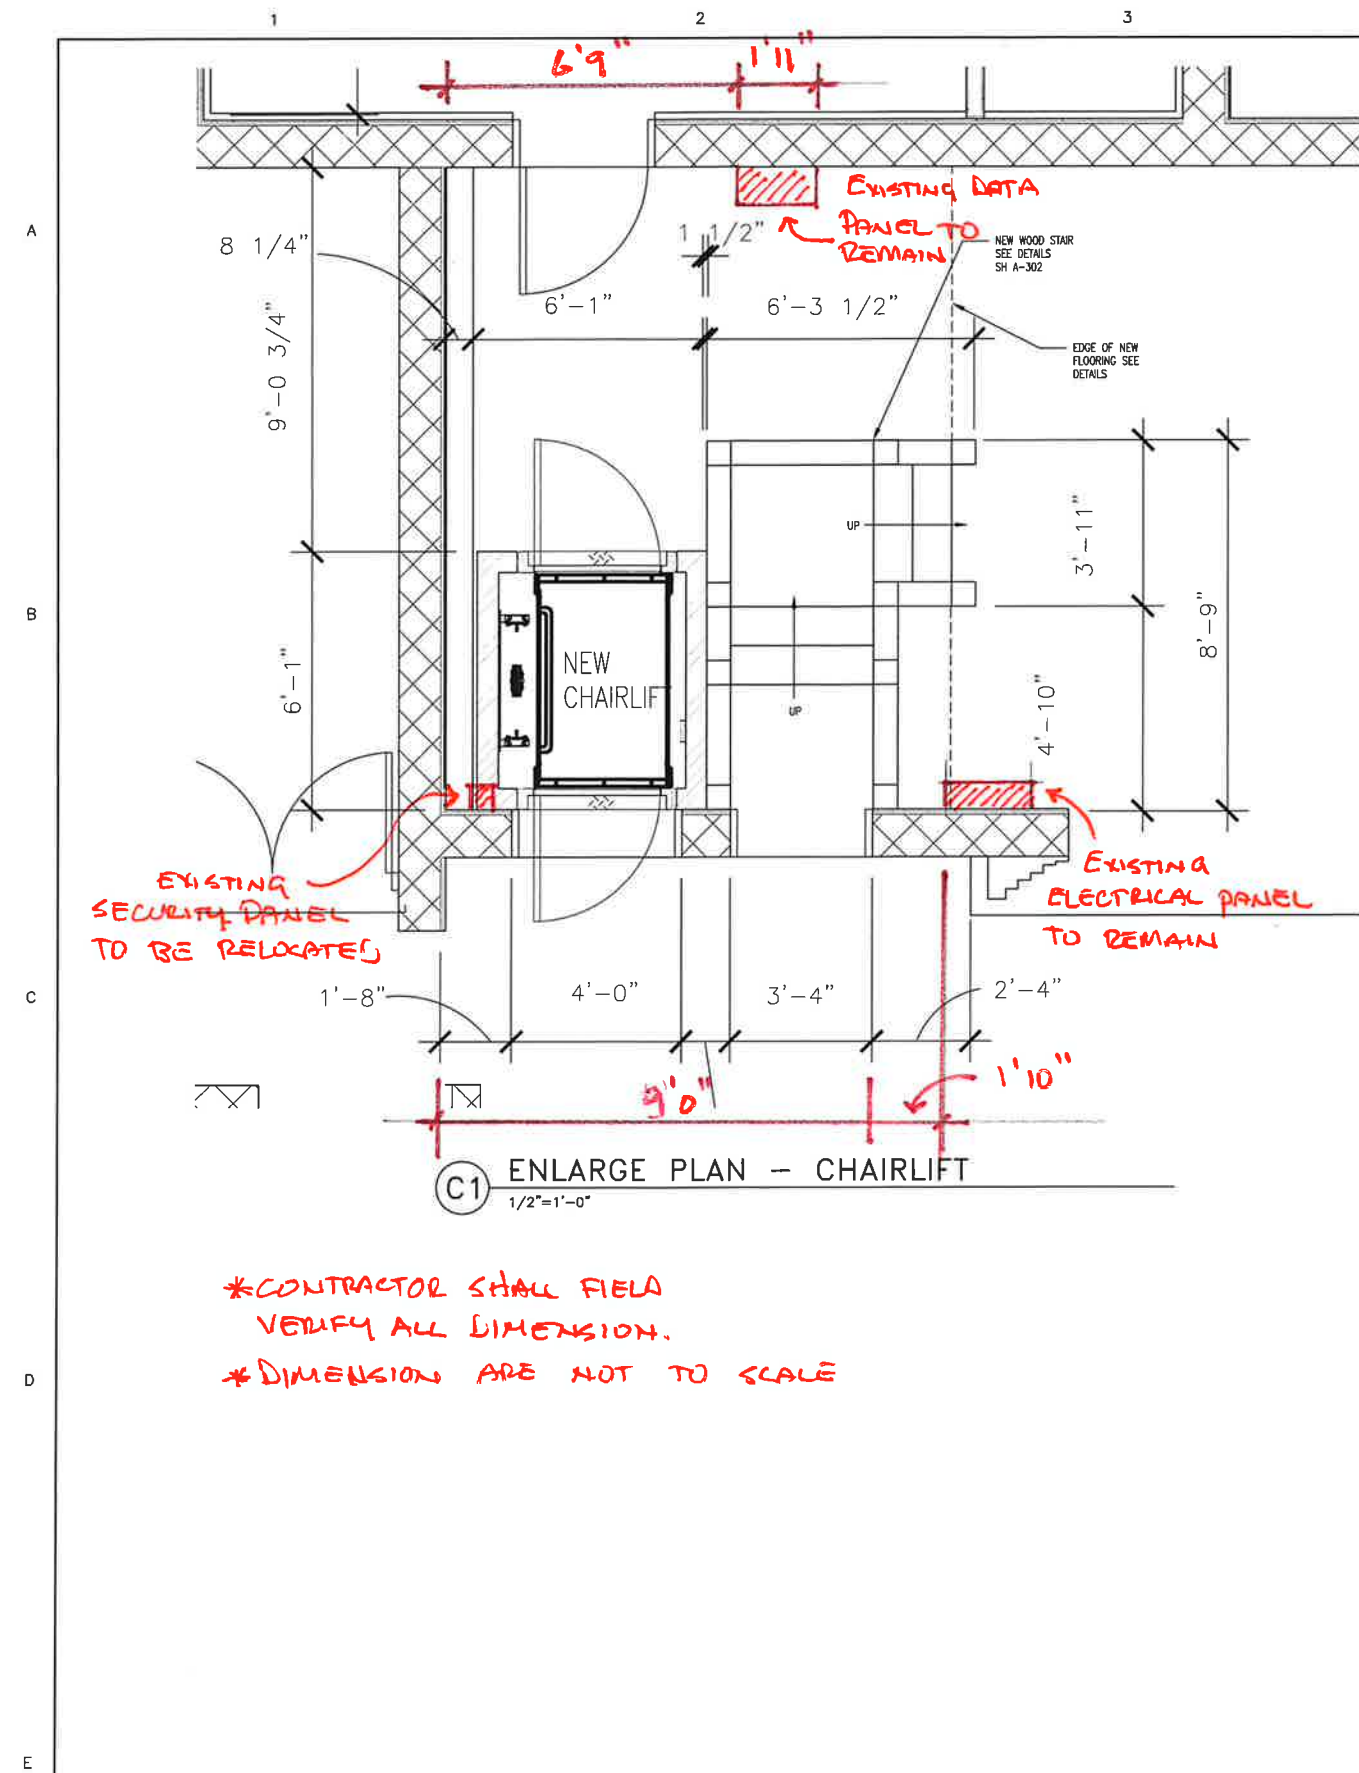 1
2
3
6'9"
1'11"
A
EXISTING DATA
PANEL TO
REMAIN
8 1/4"
1 1/2"
NEW WOOD STAIR
SEE DETAILS
SH A-302
6'-1"
6'-3 1/2"
9'-0 3/4"
EDGE OF NEW
FLOORING SEE
DETAILS
UP
3'-11"
B
8'-9"
NEW
CHAIRLIF
6'-1"
UP
4'-10"
EXISTING
SECURITY PANEL
TO BE RELOCATED
EXISTING
ELECTRICAL PANEL
TO REMAIN
C
1'-8"
4'-0"
3'-4"
2'-4"
9'0"
1'10"
C1
ENLARGE PLAN - CHAIRLIFT
1/2"=1'-0"
*CONTRACTOR SHALL FIELD
VERIFY ALL DIMENSION.
*DIMENSION ARE NOT TO SCALE
D
E